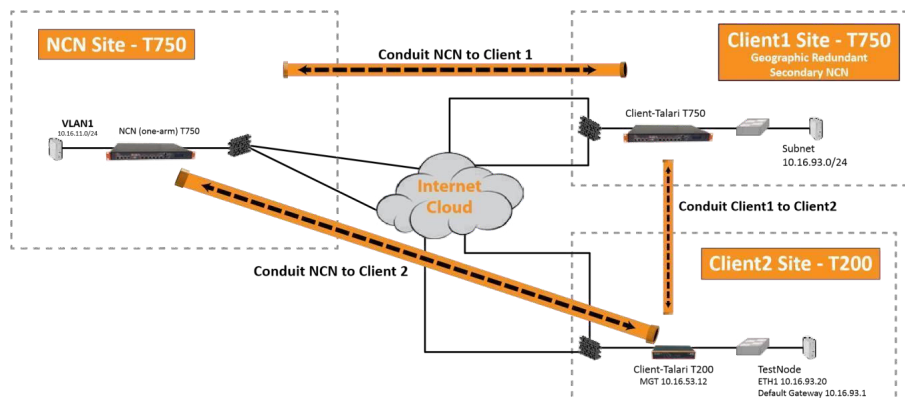 NCN Site - T750
Conduit NCN to Client 1
Client1 Site - T750
Geographic Redundant
Secondary NCN
VLAN1
10.16.11.0/24
NCN (one-arm) T750
Client-Talari T750
Subnet
10.16.93.0/24
Internet
Cloud
Conduit Client1 to Client2
Conduit NCN to Client 2
Client2 Site - T200
Client-Talari T200
MGT 10.16.53.12
TestNode
ETH1 10.16.93.20
Default Gateway 10.16.93.1